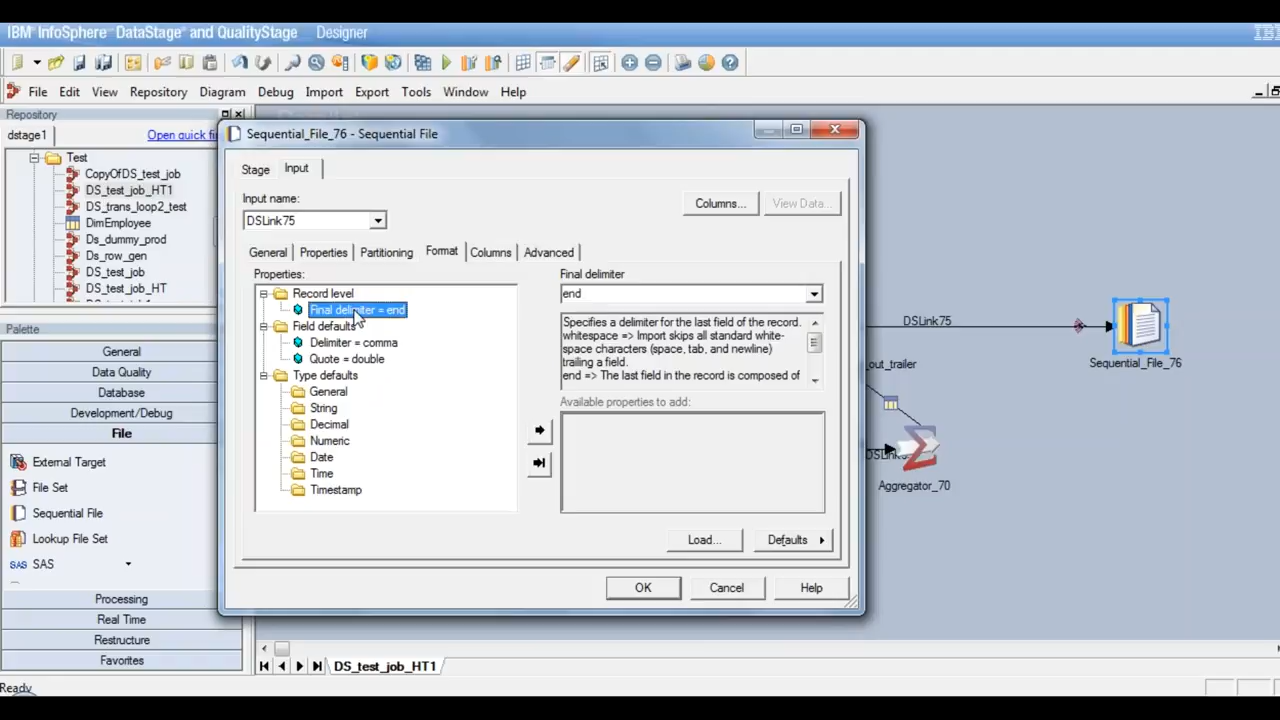 IBM InfoSphere DataStage and QualityStage Designer
File Edit View Repository Diagram Debug Import Export Tools Window Help
Repository
dstage1
Open quick fi
Test
CopyOfDS_test_job
DS_test_job_HT1
DS_trans_loop2_test
DimEmployee
Ds_dummy_prod
Ds_row_gen
DS_test_job
DS_test_job_HT
Palette
General
Data Quality
Database
Development/Debug
File
External Target
File Set
Sequential File
Lookup File Set
SAS SAS
Processing
Real Time
Restructure
Favorites
Ready
Sequential_File_76 - Sequential File
Stage Input
Input name:
DSLink75
Columns...
View Data...
General Properties Partitioning Format Columns Advanced
Properties:
Record level
Final delimiter = end
Field defaults
Delimiter = comma
Quote = double
Type defaults
General
String
Decimal
Numeric
Date
Time
Timestamp
Final delimiter
end
Specifies a delimiter for the last field of the record.
whitespace => Import skips all standard white-
space characters (space, tab, and newline)
trailing a field.
end => The last field in the record is composed of
Available properties to add:
Load...
Defaults
OK
Cancel
Help
DSLink75
Sequential_File_76
_out_trailer
Aggregator_70
DS_test_job_HT1